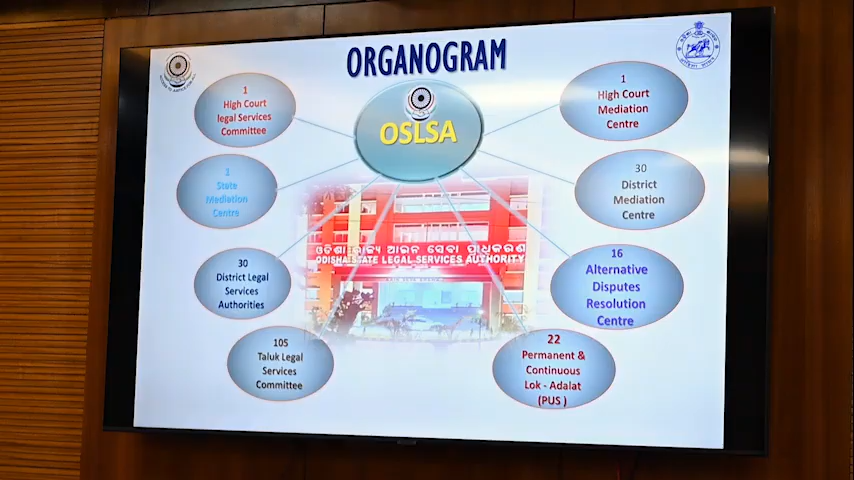 ORGANOGRAM
OSLSA
1
High Court
legal Services
Committee
1
State
Mediation
Centre
30
District Legal
Services
Authorities
105
Taluk Legal
Services
Committee
1
High Court
Mediation
Centre
30
District
Mediation
Centre
16
Alternative
Disputes
Resolution
Centre
22
Permanent &
Continuous
Lok - Adalat
(PUS )
ଓଡିଶା ରାଜ୍ୟ ଆଇନ ସେବା ପ୍ରାଧିକରଣ
ODISHA STATE LEGAL SERVICES AUTHORITY